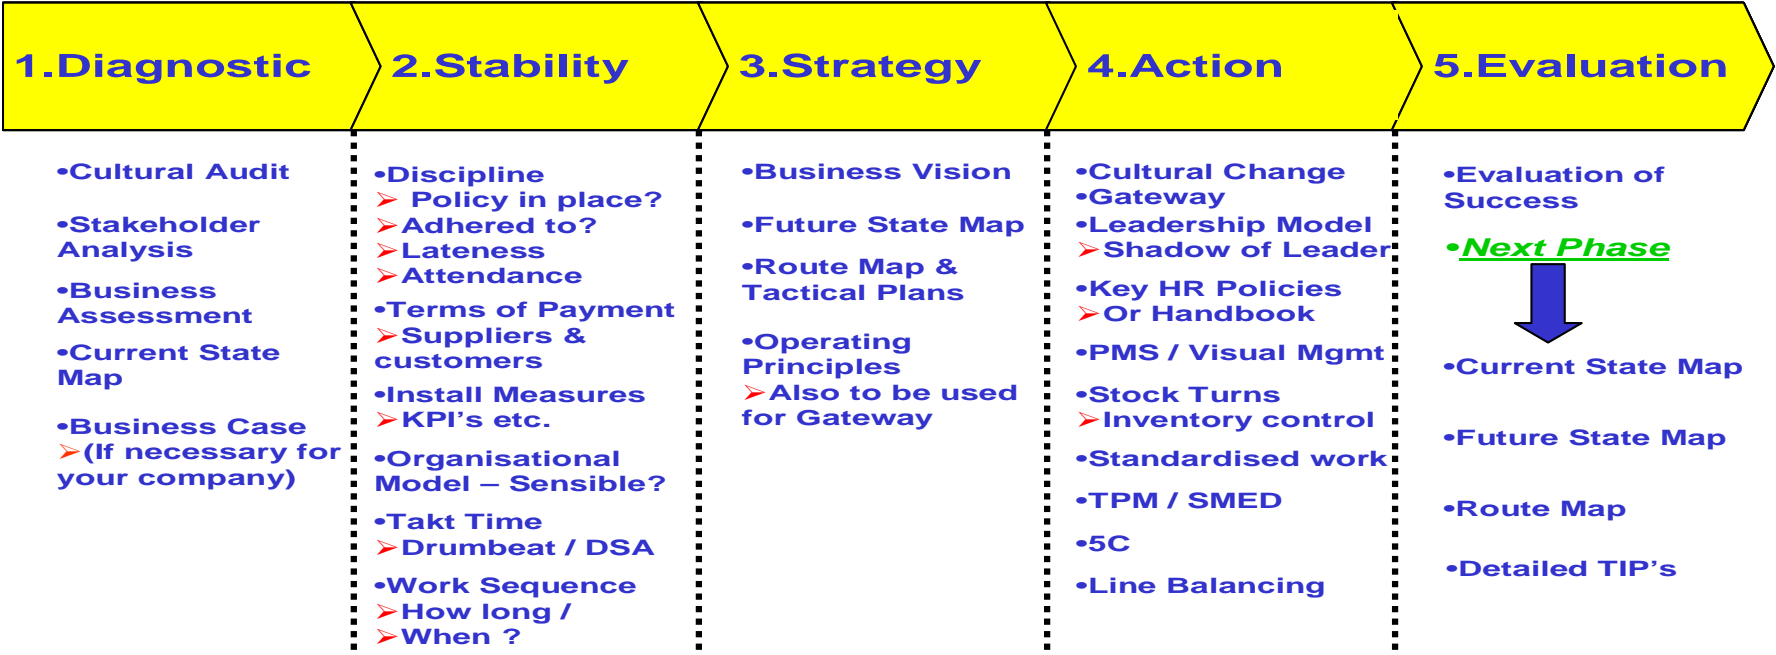 1.Diagnostic
2.Stability
3.Strategy
4.Action
5.Evaluation
•Cultural Audit
•Stakeholder
Analysis
•Business
Assessment
•Current State
Map
•Business Case
➢(If necessary for
your company)
•Discipline
➢ Policy in place?
➢Adhered to?
➢Lateness
➢Attendance
•Terms of Payment
➢Suppliers &
customers
•Install Measures
➢KPI’s etc.
•Organisational
Model – Sensible?
•Takt Time
➢Drumbeat / DSA
•Work Sequence
➢How long /
➢When ?
•Business Vision
•Future State Map
•Route Map &
Tactical Plans
•Operating
Principles
➢Also to be used
for Gateway
•Cultural Change
•Gateway
•Leadership Model
➢Shadow of Leader
•Key HR Policies
➢Or Handbook
•PMS / Visual Mgmt
•Stock Turns
➢Inventory control
•Standardised work
•TPM / SMED
•5C
•Line Balancing
•Evaluation of
Success
•Next Phase
•Current State Map
•Future State Map
•Route Map
•Detailed TIP’s